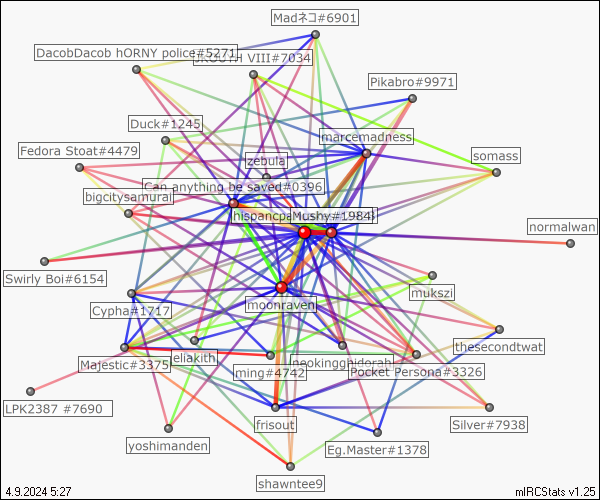 Madネコ#6901
DacobDacob hORNY police#5271
VIII#7034
Pikabro#9971
Duck#1245
marcemadness
Fedora Stoat#4479
zebula
somass
Can anything be saved#0396
bigcitysamurai
Mushy#1984
normalwan
Swirly Boi#6154
mukszi
Cypha#1717
moonraven
thesecondtwat
eliakith
neokingghidorah
Majestic#3375
ming#4742
Pocket Persona#3326
LPK2387 #7690
frisout
Silver#7938
yoshimanden
Eg.Master#1378
shawntee9
4.9.2024 5:27
mIRCStats v1.25